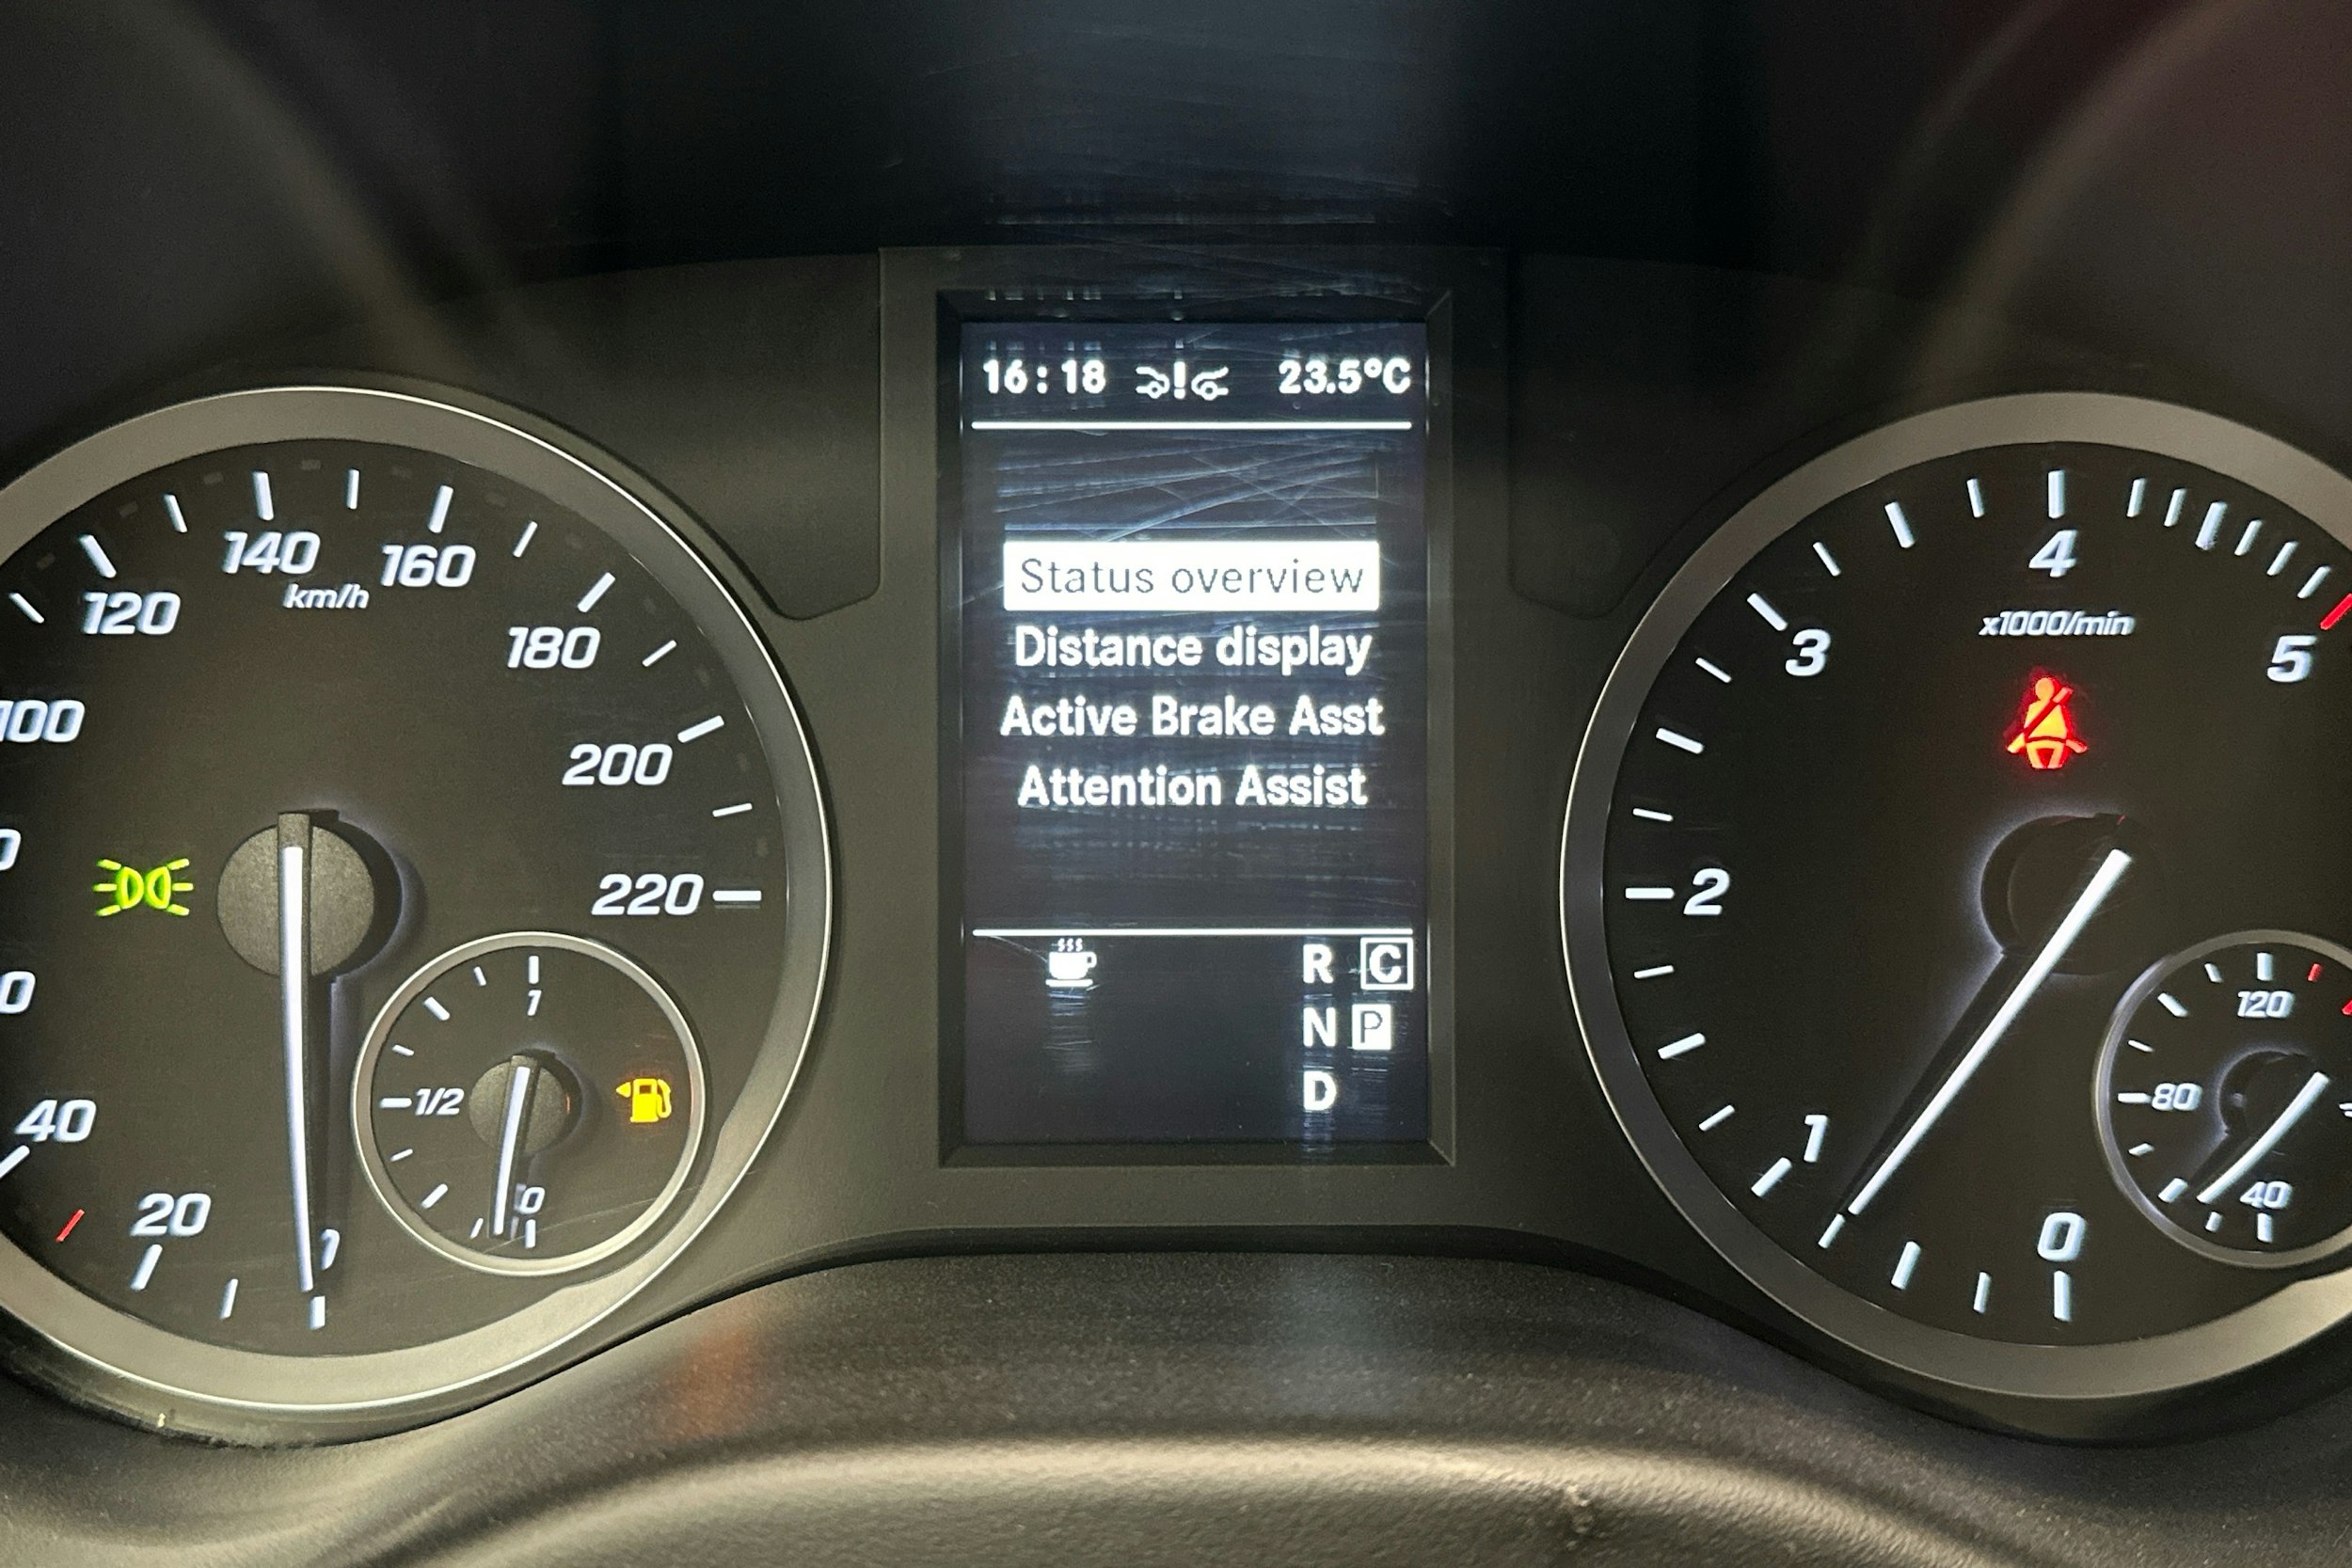 16:18 23.5°C
Status overview
Distance display
Active Brake Asst
Attention Assist
R C
N P
D
100
120
140
160
180
200
220
km/h
40
20
1
1/2
0
x1000/min
0
1
2
3
4
5
120
80
40